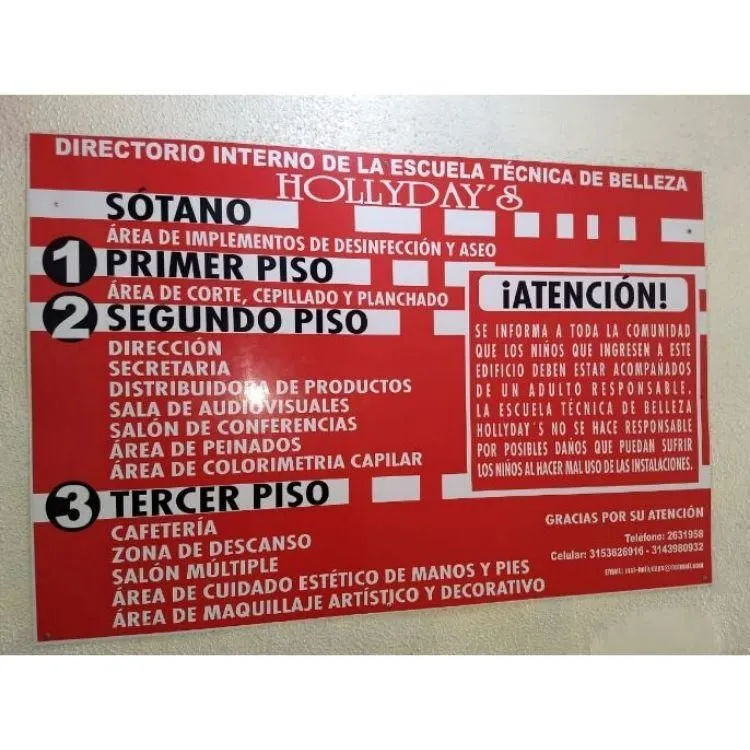 DIRECTORIO INTERNO DE LA ESCUELA TÉCNICA DE BELLEZA
HOLLYDAY´S
SÓTANO
ÁREA DE IMPLEMENTOS DE DESINFECCIÓN Y ASEO
1 PRIMER PISO
ÁREA DE CORTE, CEPILLADO Y PLANCHADO
2 SEGUNDO PISO
DIRECCIÓN
SECRETARIA
DISTRIBUIDORA DE PRODUCTOS
SALA DE AUDIOVISUALES
SALÓN DE CONFERENCIAS
ÁREA DE PEINADOS
ÁREA DE COLORIMETRIA CAPILAR
3 TERCER PISO
CAFETERÍA
ZONA DE DESCANSO
SALÓN MÚLTIPLE
ÁREA DE CUIDADO ESTÉTICO DE MANOS Y PIES
ÁREA DE MAQUILLAJE ARTÍSTICO Y DECORATIVO
¡ATENCIÓN!
SE INFORMA A TODA LA COMUNIDAD
QUE LOS NIÑOS QUE INGRESEN A ESTE
EDIFICIO DEBEN ESTAR ACOMPAÑADOS
DE UN ADULTO RESPONSABLE,
LA ESCUELA TÉCNICA DE BELLEZA
HOLLYDAY´S NO SE HACE RESPONSABLE
POR POSIBLES DAÑOS QUE PUEDAN SUFRIR
LOS NIÑOS AL HACER MAL USO DE LAS INSTALACIONES.
GRACIAS POR SU ATENCIÓN
Teléfono: 2631958
Celular: 3153626916 - 3143980932
EMAIL: